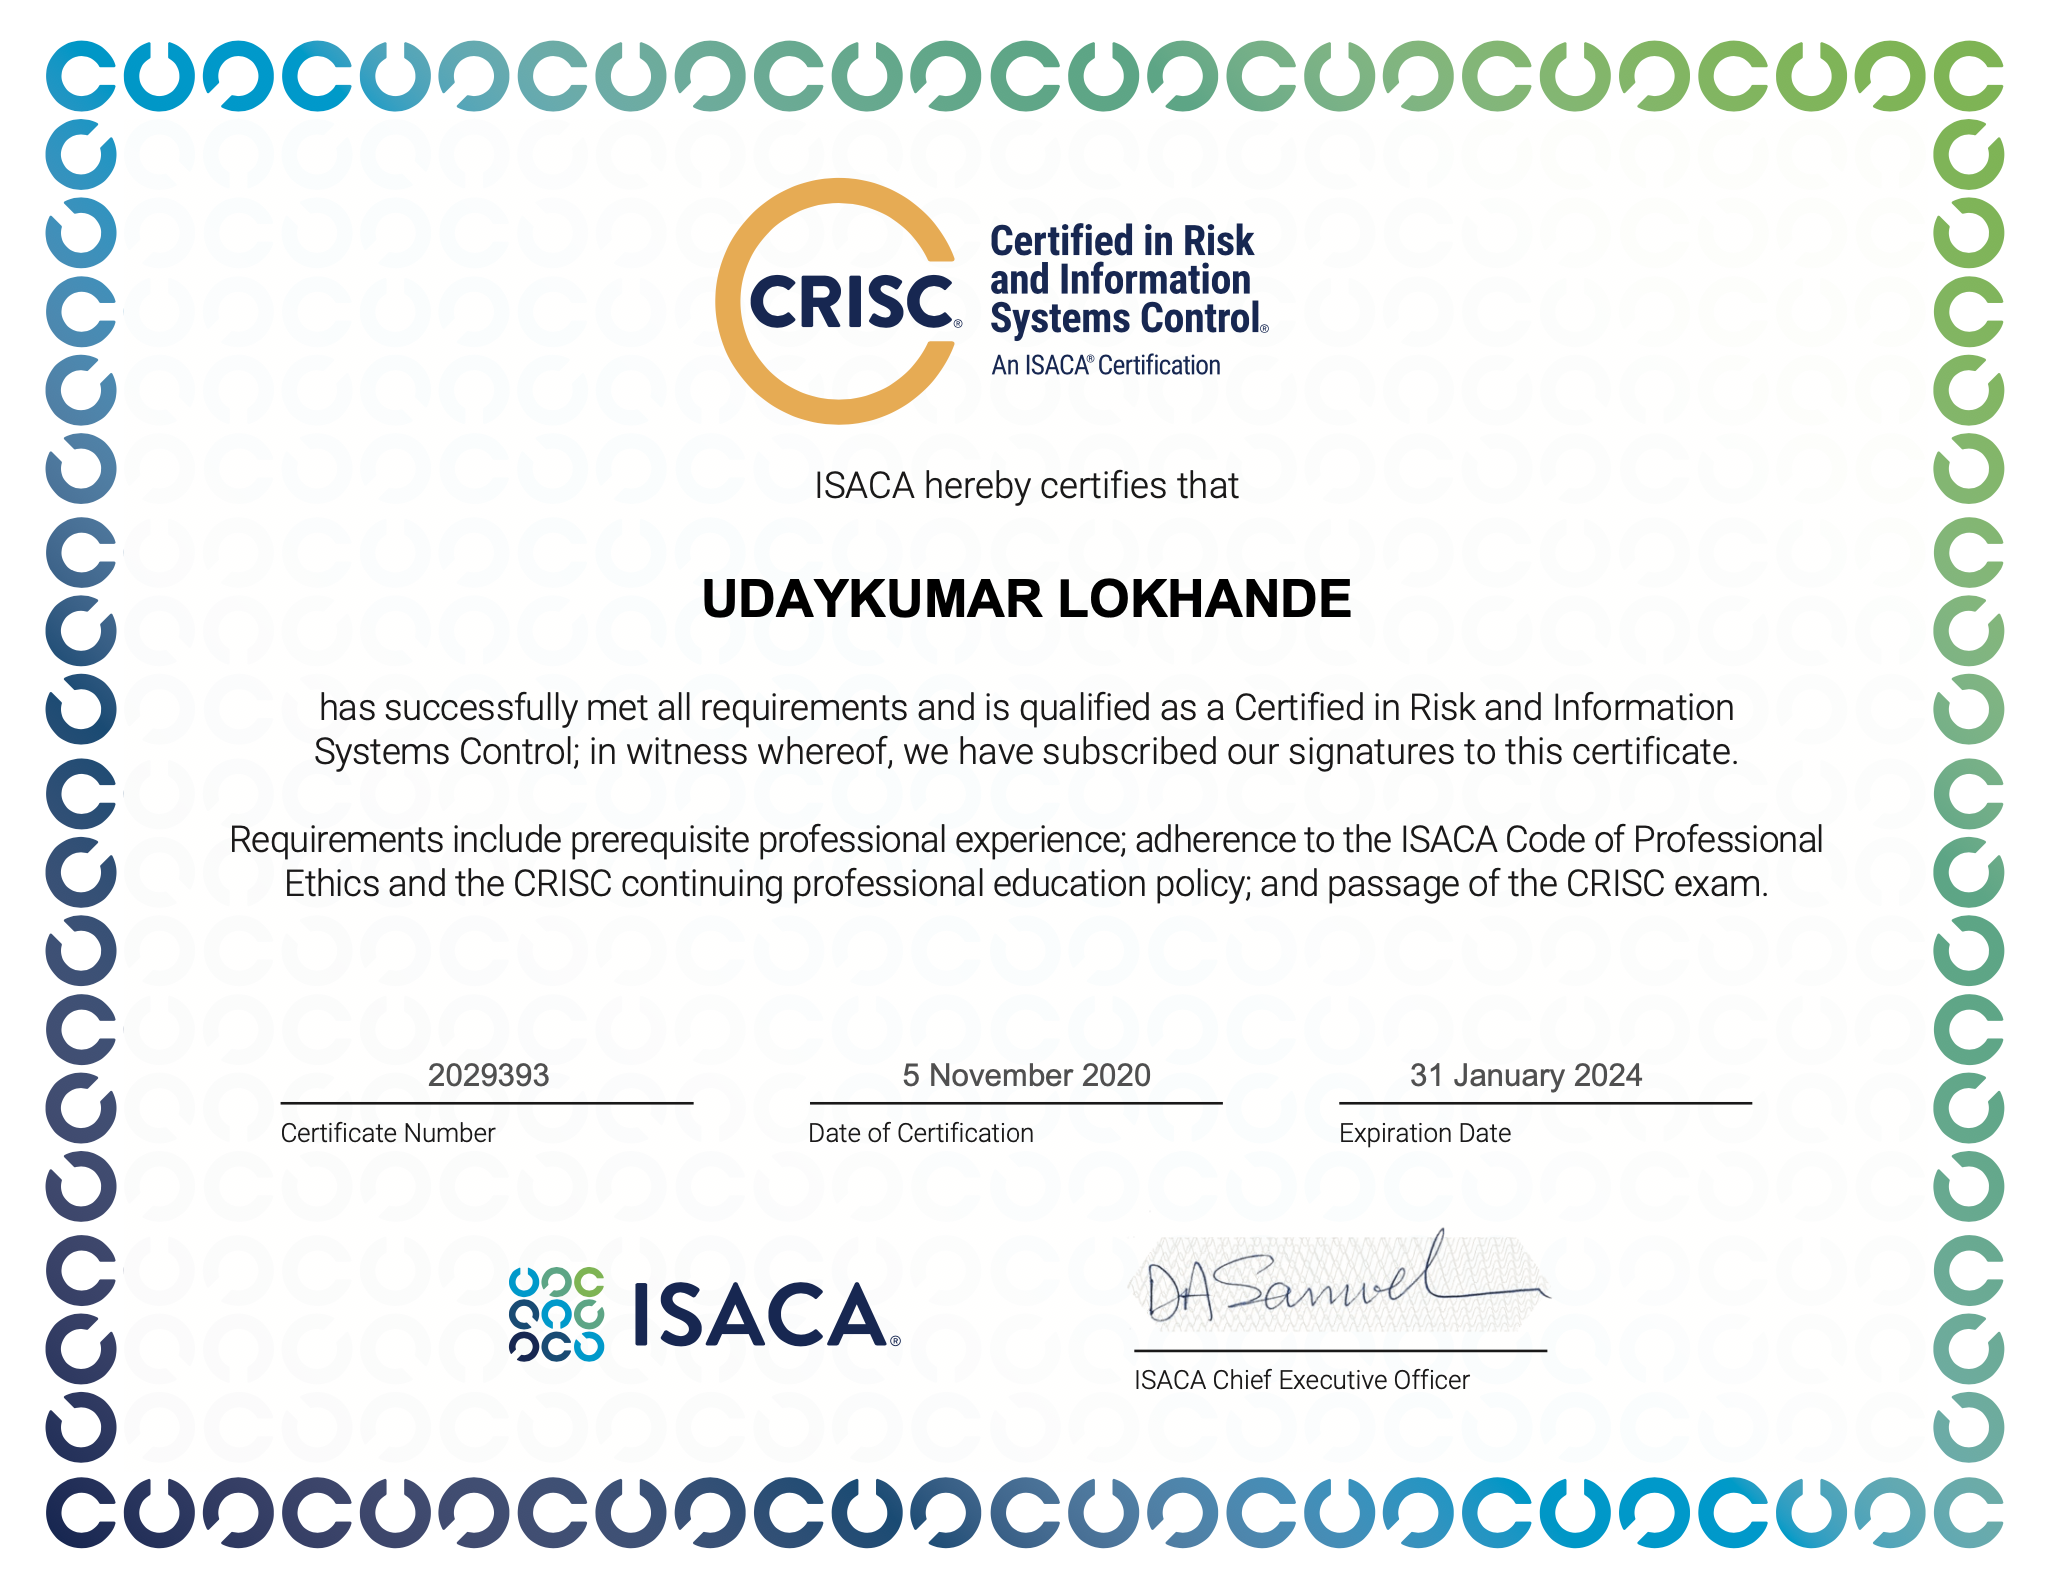 CRISC®
Certified in Risk
and Information
Systems Control®
An ISACA® Certification
ISACA hereby certifies that
UDAYKUMAR LOKHANDE
has successfully met all requirements and is qualified as a Certified in Risk and Information
Systems Control; in witness whereof, we have subscribed our signatures to this certificate.
Requirements include prerequisite professional experience; adherence to the ISACA Code of Professional
Ethics and the CRISC continuing professional education policy; and passage of the CRISC exam.
2029393
Certificate Number
5 November 2020
Date of Certification
31 January 2024
Expiration Date
ISACA®
DASamuel
ISACA Chief Executive Officer